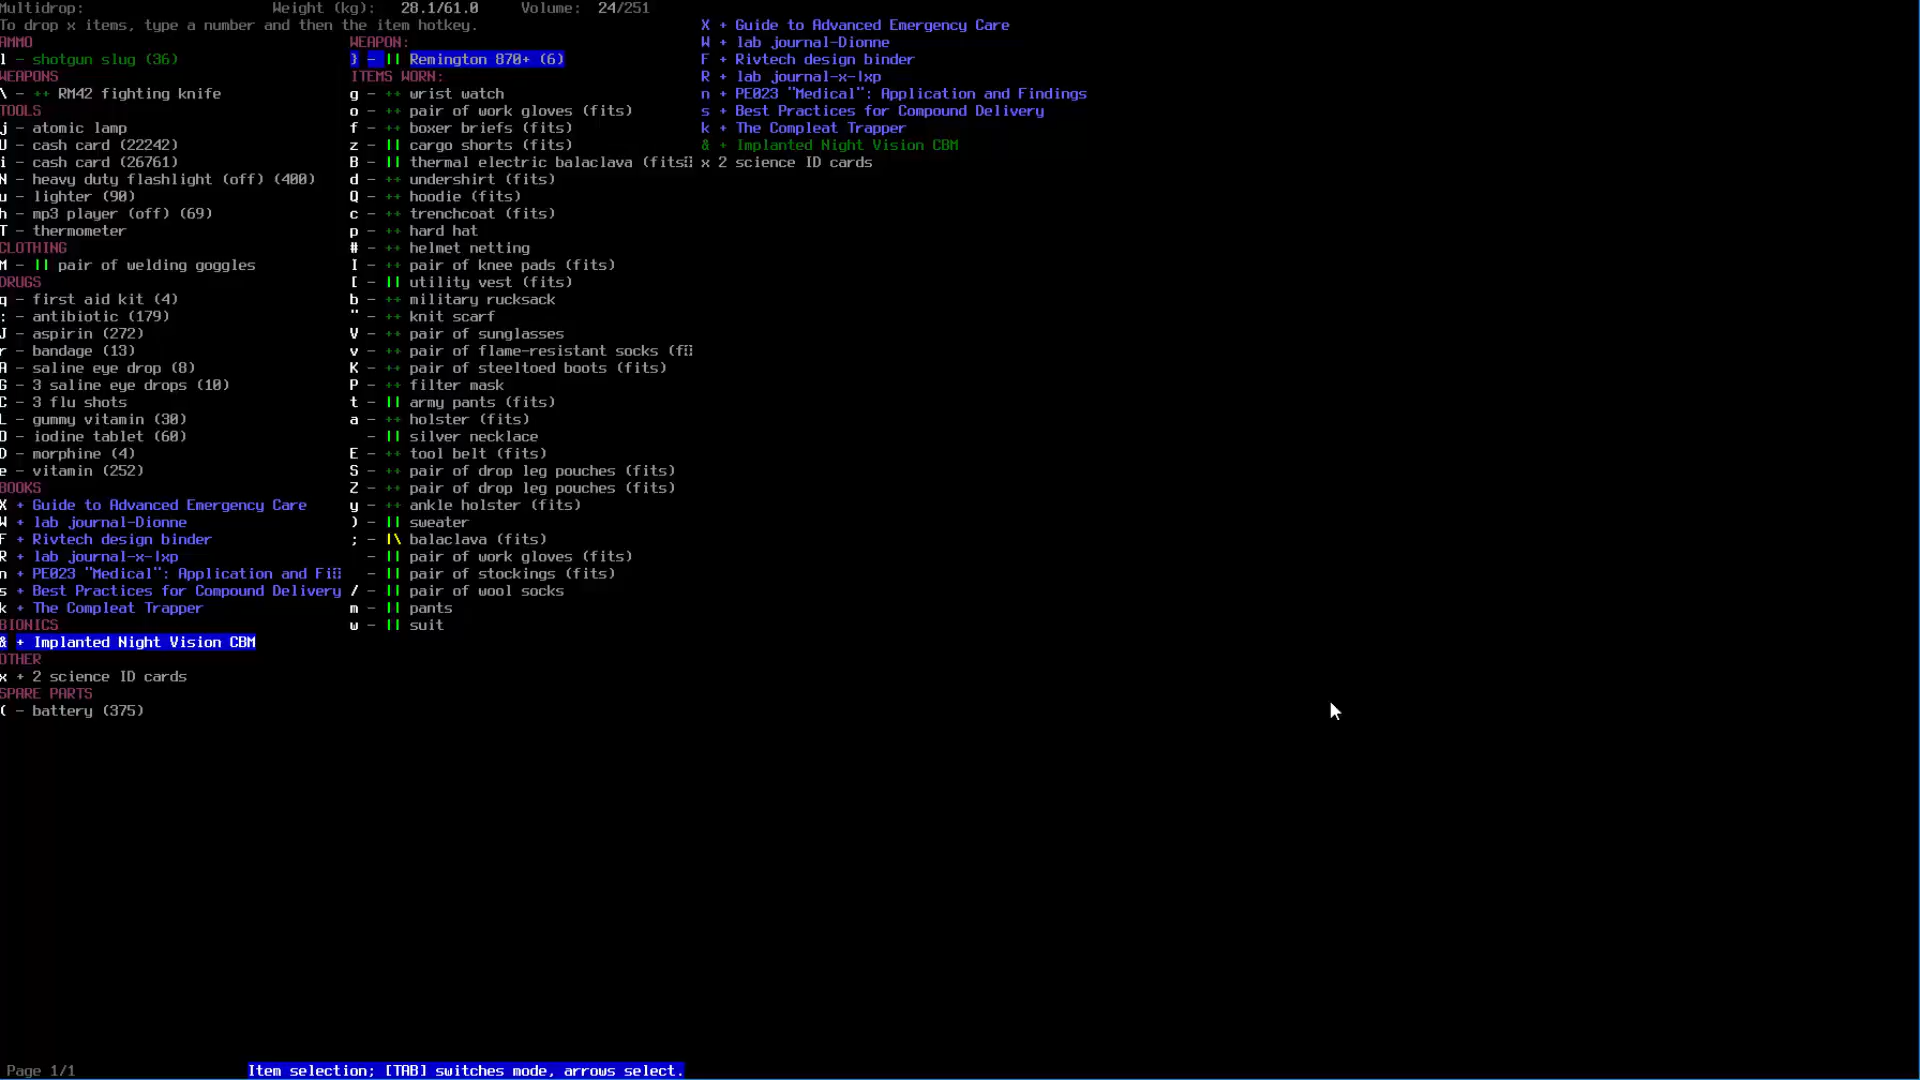 Multidrop: Weight (kg): 28.1/61.0 Volume: 24/251
To drop x items, type a number and then the item hotkey.
AMMO
l - shotgun slug (36)
WEAPONS
\ - ++ RM42 fighting knife
TOOLS
j - atomic lamp
U - cash card (22242)
i - cash card (26761)
N - heavy duty flashlight (off) (400)
u - lighter (90)
h - mp3 player (off) (69)
T - thermometer
CLOTHING
M - || pair of welding goggles
DRUGS
q - first aid kit (4)
: - antibiotic (179)
J - aspirin (272)
r - bandage (13)
A - saline eye drop (8)
G - 3 saline eye drops (10)
C - 3 flu shots
L - gummy vitamin (30)
O - iodine tablet (60)
D - morphine (4)
e - vitamin (252)
BOOKS
X + Guide to Advanced Emergency Care
W + lab journal-Dionne
F + Rivtech design binder
R + lab journal-x-|xp
n + PE023 "Medical": Application and Fi
s + Best Practices for Compound Delivery
k + The Compleat Trapper
BIONICS
& + Implanted Night Vision CBM
OTHER
x + 2 science ID cards
SPARE PARTS
( - battery (375)
WEAPON:
} - || Remington 870+ (6)
ITEMS WORN:
g - ++ wrist watch
o - ++ pair of work gloves (fits)
f - ++ boxer briefs (fits)
z - || cargo shorts (fits)
B - || thermal electric balaclava (fits
d - ++ undershirt (fits)
Q - ++ hoodie (fits)
c - ++ trenchcoat (fits)
p - ++ hard hat
# - ++ helmet netting
I - ++ pair of knee pads (fits)
[ - || utility vest (fits)
b - ++ military rucksack
" - ++ knit scarf
V - ++ pair of sunglasses
v - ++ pair of flame-resistant socks (fi
K - ++ pair of steeltoed boots (fits)
P - ++ filter mask
t - || army pants (fits)
a - ++ holster (fits)
- || silver necklace
E - ++ tool belt (fits)
S - ++ pair of drop leg pouches (fits)
Z - ++ pair of drop leg pouches (fits)
y - ++ ankle holster (fits)
) - || sweater
; - |\ balaclava (fits)
- || pair of work gloves (fits)
- || pair of stockings (fits)
/ - || pair of wool socks
m - || pants
w - || suit
X + Guide to Advanced Emergency Care
W + lab journal-Dionne
F + Rivtech design binder
R + lab journal-x-|xp
n + PE023 "Medical": Application and Findings
s + Best Practices for Compound Delivery
k + The Compleat Trapper
& + Implanted Night Vision CBM
x 2 science ID cards
Page 1/1 Item selection; [TAB] switches mode, arrows select.